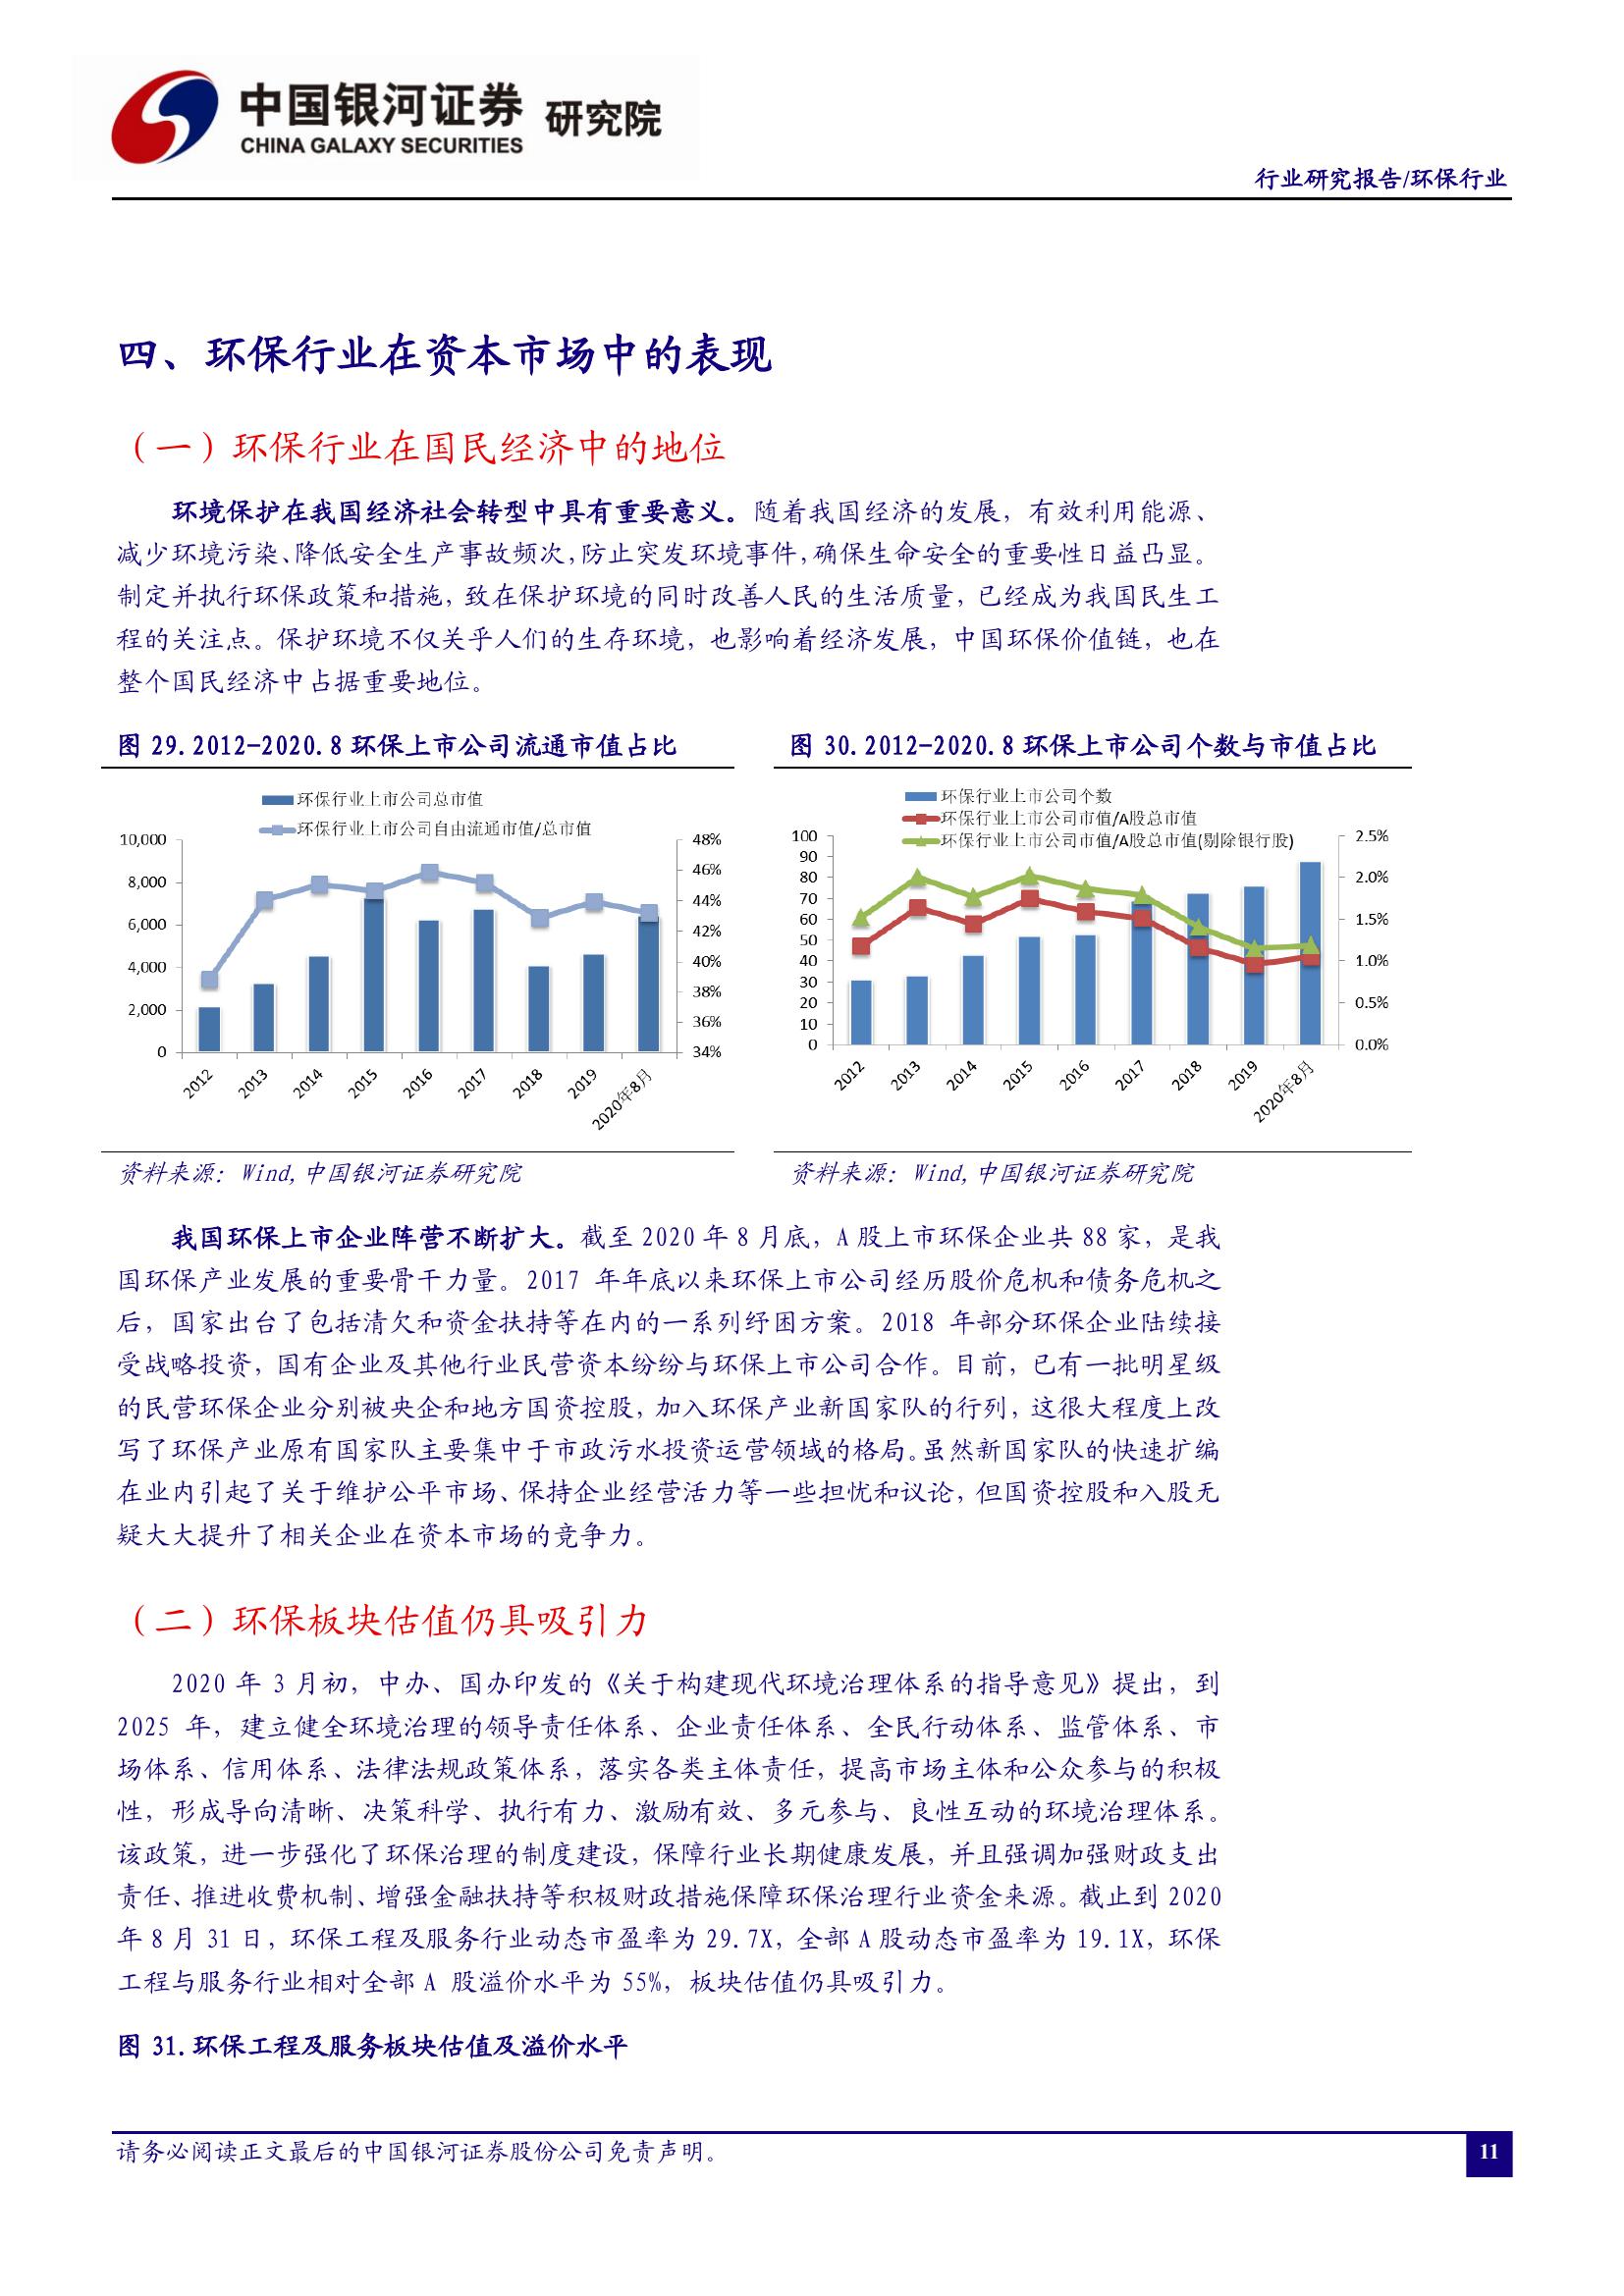 中国银河证券 研究院
CHINA GALAXY SECURITIES
行业研究报告/环保行业
四、环保行业在资本市场中的表现
（一）环保行业在国民经济中的地位
环境保护在我国经济社会转型中具有重要意义。随着我国经济的发展，有效利用能源、
减少环境污染、降低安全生产事故频次，防止突发环境事件，确保生命安全的重要性日益凸显。
制定并执行环保政策和措施，致在保护环境的同时改善人民的生活质量，已经成为我国民生工
程的关注点。保护环境不仅关乎人们的生存环境，也影响着经济发展，中国环保价值链，也在
整个国民经济中占据重要地位。
图 29. 2012-2020.8 环保上市公司流通市值占比
环保行业上市公司总市值
环保行业上市公司自由流通市值/总市值
10,000
8,000
6,000
4,000
2,000
0
48%
46%
44%
42%
40%
38%
36%
34%
2012
2013
2014
2015
2016
2017
2018
2019
2020年8月
资料来源：Wind, 中国银河证券研究院
图 30. 2012-2020.8 环保上市公司个数与市值占比
环保行业上市公司个数
环保行业上市公司市值/A股总市值
环保行业上市公司市值/A股总市值(剔除银行股)
100
90
80
70
60
50
40
30
20
10
0
2.5%
2.0%
1.5%
1.0%
0.5%
0.0%
2012
2013
2014
2015
2016
2017
2018
2019
2020年8月
资料来源：Wind, 中国银河证券研究院
我国环保上市企业阵营不断扩大。截至 2020 年 8 月底，A 股上市环保企业共 88 家，是我
国环保产业发展的重要骨干力量。2017 年年底以来环保上市公司经历股价危机和债务危机之
后，国家出台了包括清欠和资金扶持等在内的一系列纾困方案。2018 年部分环保企业陆续接
受战略投资，国有企业及其他行业民营资本纷纷与环保上市公司合作。目前，已有一批明星级
的民营环保企业分别被央企和地方国资控股，加入环保产业新国家队的行列，这很大程度上改
写了环保产业原有国家队主要集中于市政污水投资运营领域的格局。虽然新国家队的快速扩编
在业内引起了关于维护公平市场、保持企业经营活力等一些担忧和议论，但国资控股和入股无
疑大大提升了相关企业在资本市场的竞争力。
（二）环保板块估值仍具吸引力
2020 年 3 月初，中办、国办印发的《关于构建现代环境治理体系的指导意见》提出，到
2025 年，建立健全环境治理的领导责任体系、企业责任体系、全民行动体系、监管体系、市
场体系、信用体系、法律法规政策体系，落实各类主体责任，提高市场主体和公众参与的积极
性，形成导向清晰、决策科学、执行有力、激励有效、多元参与、良性互动的环境治理体系。
该政策，进一步强化了环保治理的制度建设，保障行业长期健康发展，并且强调加强财政支出
责任、推进收费机制、增强金融扶持等积极财政措施保障环保治理行业资金来源。截止到 2020
年 8 月 31 日，环保工程及服务行业动态市盈率为 29.7X，全部 A 股动态市盈率为 19.1X，环保
工程与服务行业相对全部 A 股溢价水平为 55%，板块估值仍具吸引力。
图 31. 环保工程及服务板块估值及溢价水平
请务必阅读正文最后的中国银河证券股份公司免责声明。
11